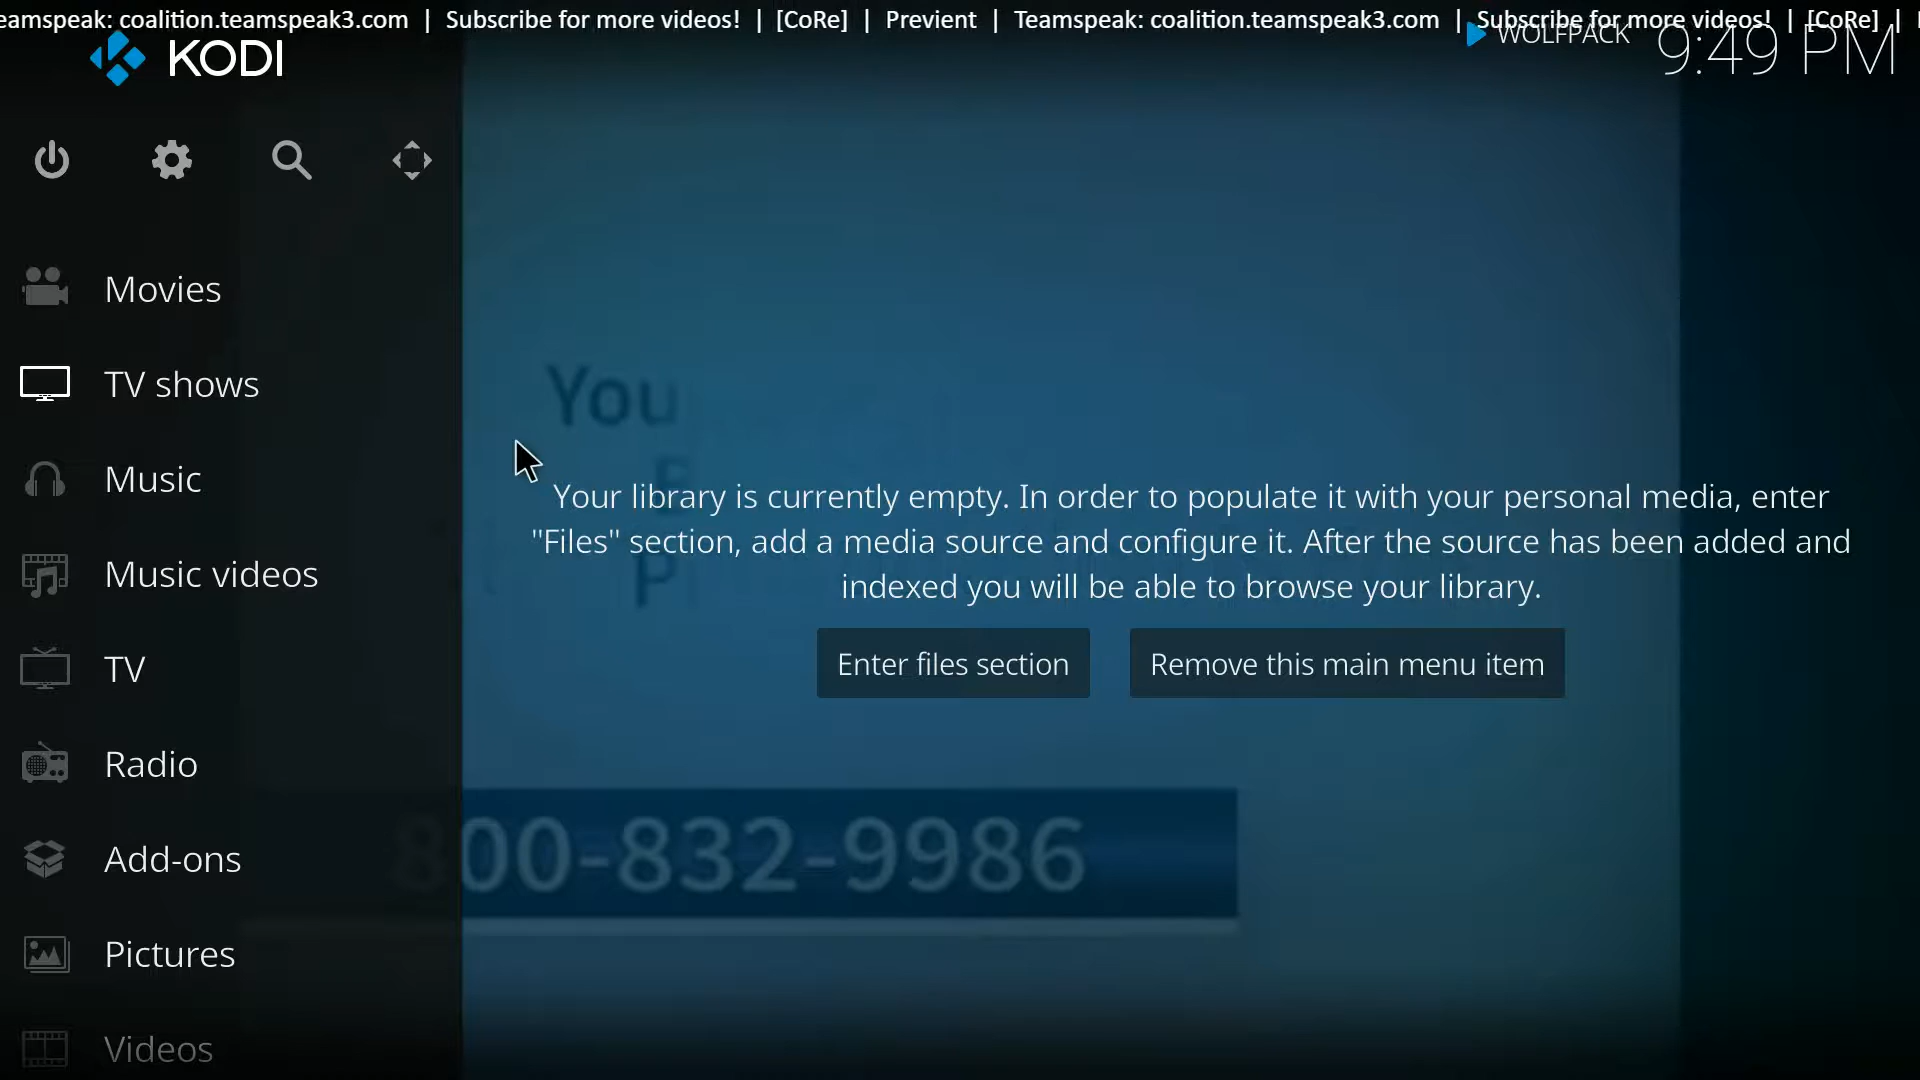 eamspeak: coalition.teamspeak3.com | Subscribe for more videos! | [CoRe] | Previent | Teamspeak: coalition.teamspeak3.com | Subscribe for more videos! | [CoRe] |
KODI
WOLFPACK
9:49 PM
Movies
TV shows
Music
Music videos
TV
Radio
Add-ons
Pictures
Videos
You
E
P
Your library is currently empty. In order to populate it with your personal media, enter
"Files" section, add a media source and configure it. After the source has been added and
indexed you will be able to browse your library.
Enter files section
Remove this main menu item
800-832-9986